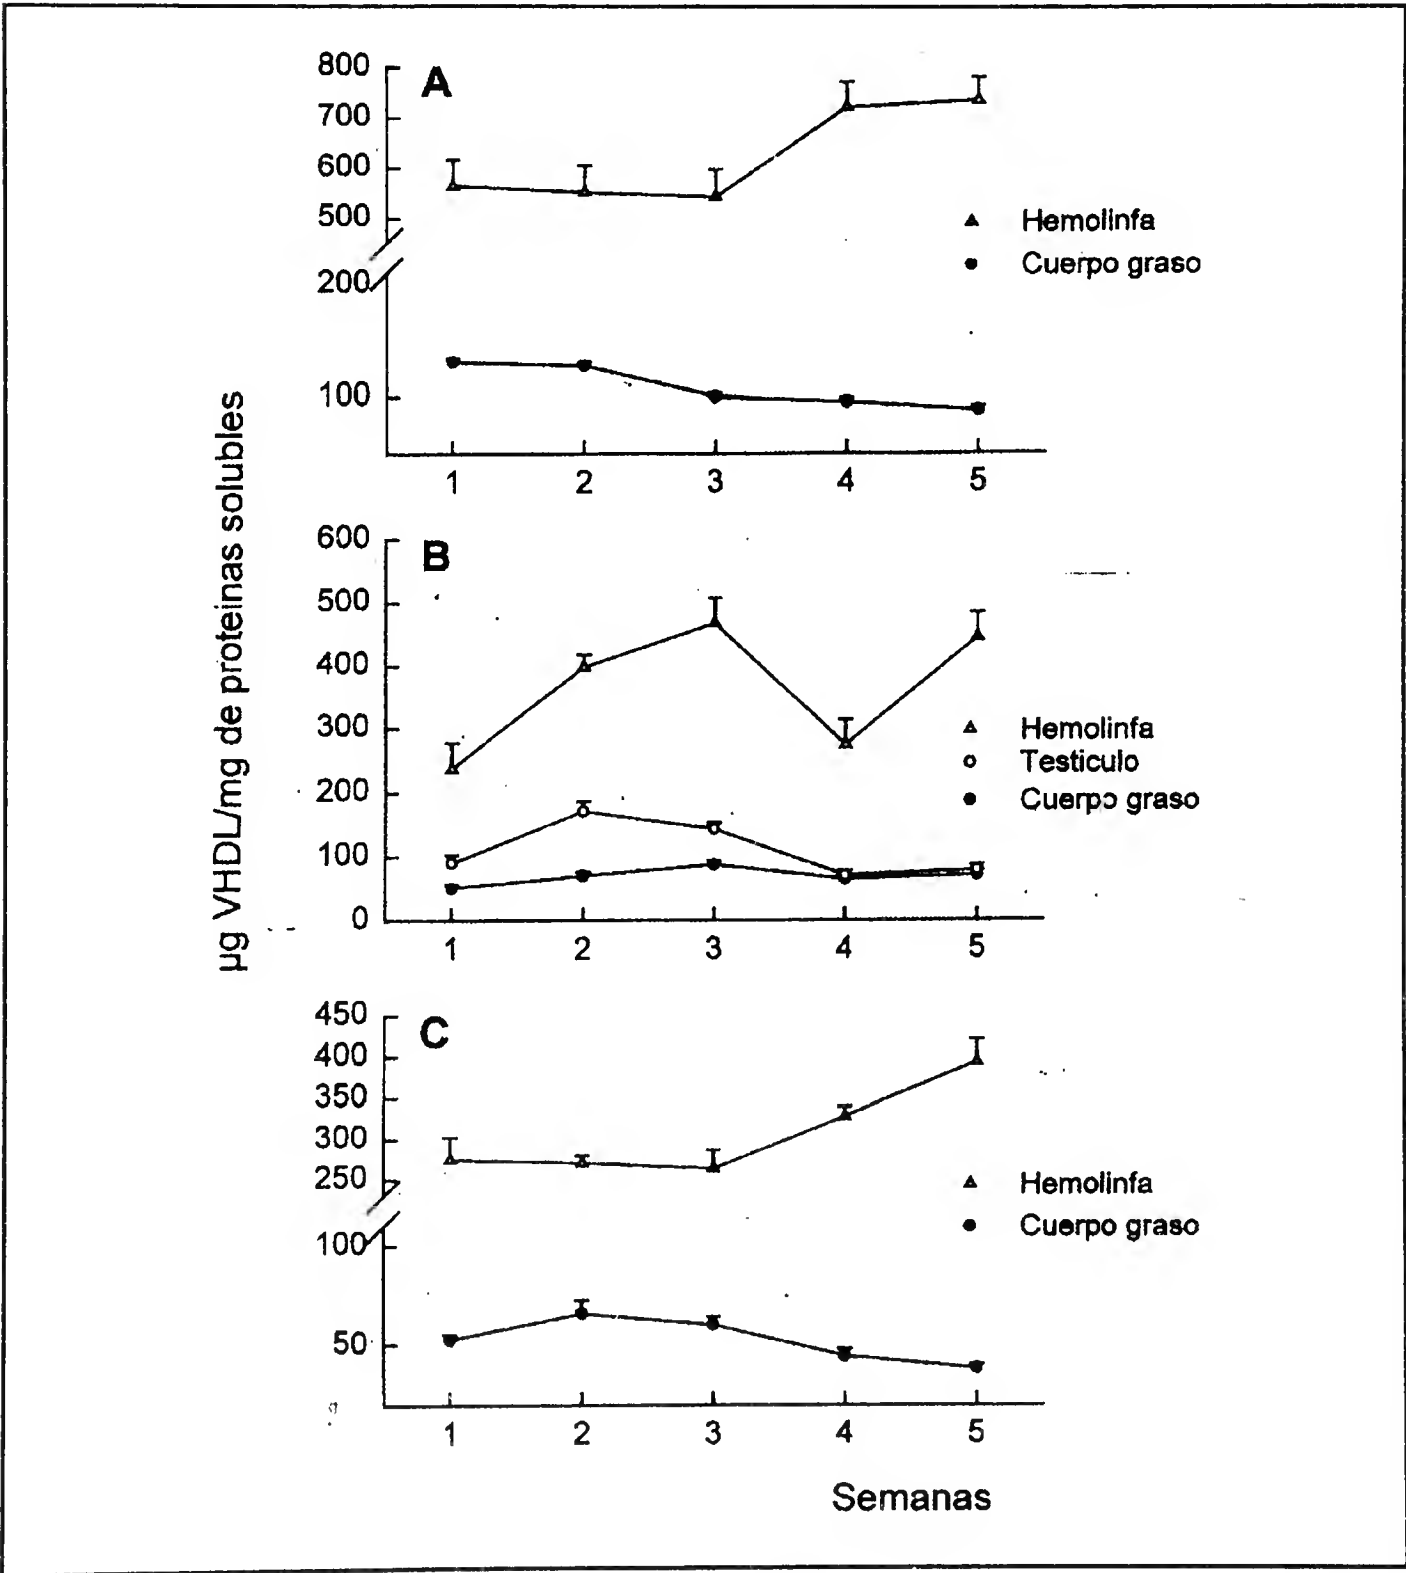 µg VHDL/mg de proteinas solubles
A
800
700
600
500
200
100
Hemolinfa
Cuerpo graso
1 2 3 4 5
B
600
500
400
300
200
100
0
Hemolinfa
Testiculo
Cuerpo graso
1 2 3 4 5
C
450
400
350
300
250
100
50
Hemolinfa
Cuerpo graso
1 2 3 4 5
Semanas